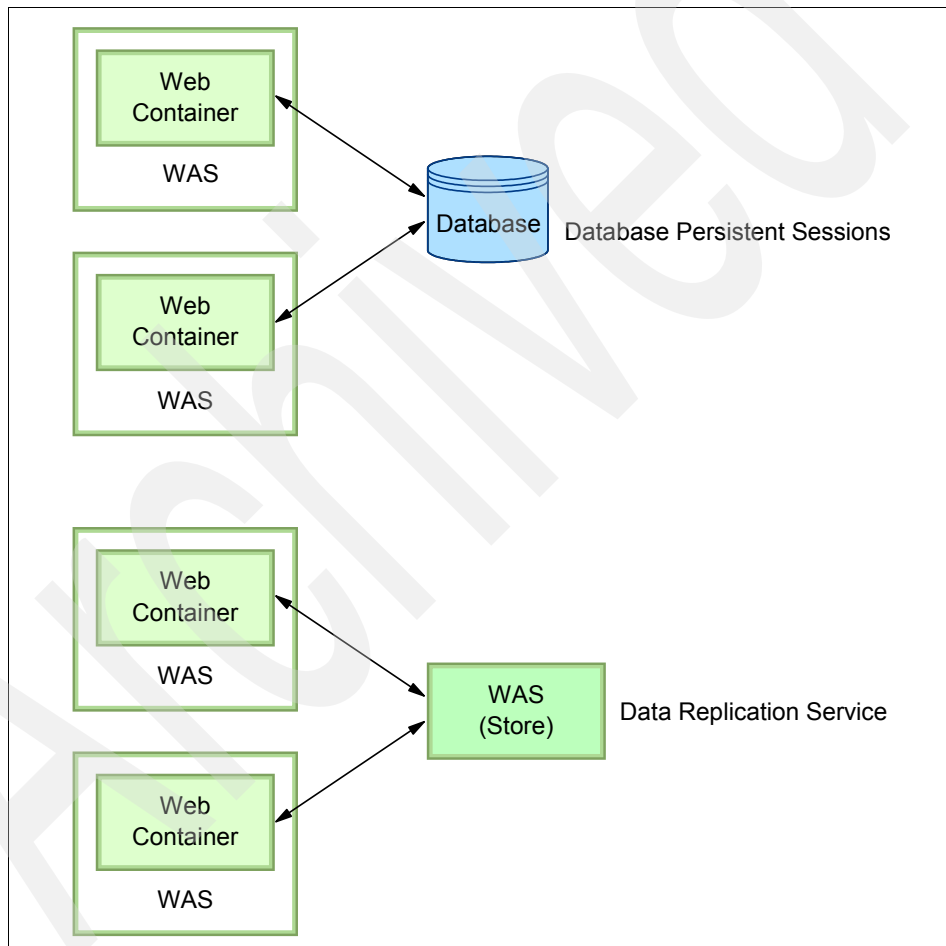 Web
Container
WAS
Database
Database Persistent Sessions
Web
Container
WAS
Web
Container
WAS
WAS
(Store)
Data Replication Service
Web
Container
WAS
Archived